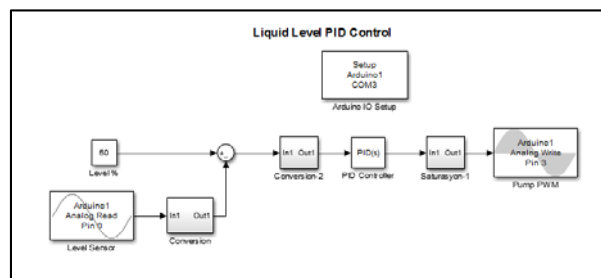 Liquid Level PID Control
Setup
Arduino1
COM3
Arduino IO Setup
60
Level %
In1 Out1
Conversion-2
PID(s)
PID Controller
In1 Out1
Saturasyon-1
Arduino1
Analog Write
Pin 3
Pump PWM
Arduino1
Analog Read
Pin 0
Level Sensor
In1 Out1
Conversion